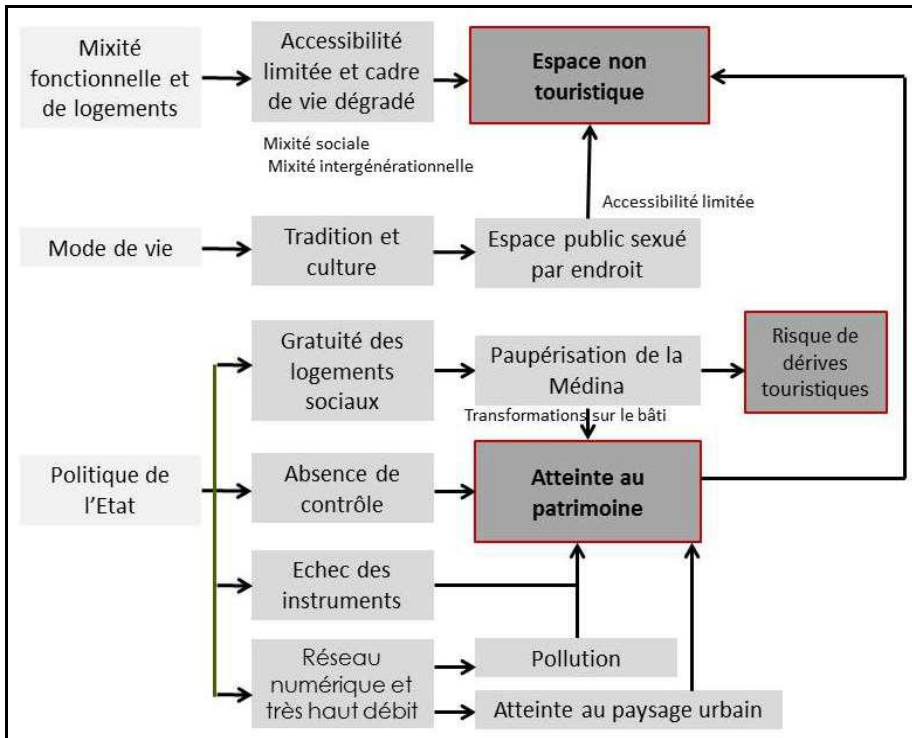 Mixité
fonctionnelle et
de logements
Accessibilité
limitée et cadre
de vie dégradé
Espace non
touristique
Mixité sociale
Mixité intergénérationnelle
Accessibilité limitée
Mode de vie
Tradition et
culture
Espace public sexué
par endroit
Gratuité des
logements
sociaux
Paupérisation de la
Médina
Risque de
dérives
touristiques
Transformations sur le bâti
Politique de
l’Etat
Absence de
contrôle
Atteinte au
patrimoine
Echec des
instruments
Réseau
numérique et
très haut débit
Pollution
Atteinte au paysage urbain